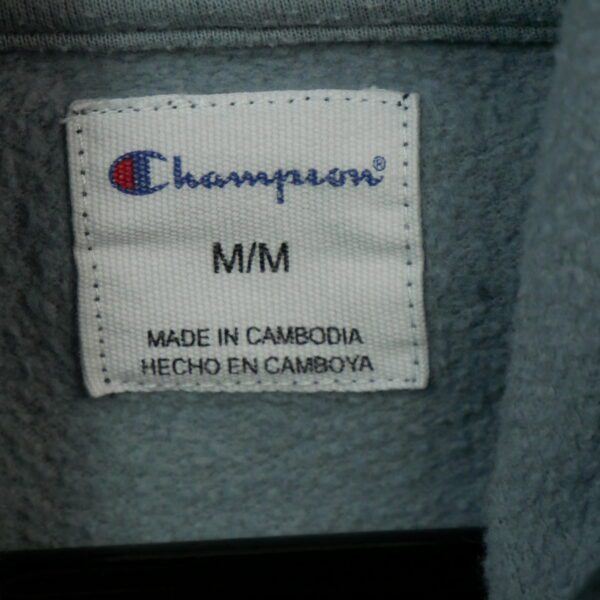 Champion®
M/M
MADE IN CAMBODIA
HECHO EN CAMBOYA